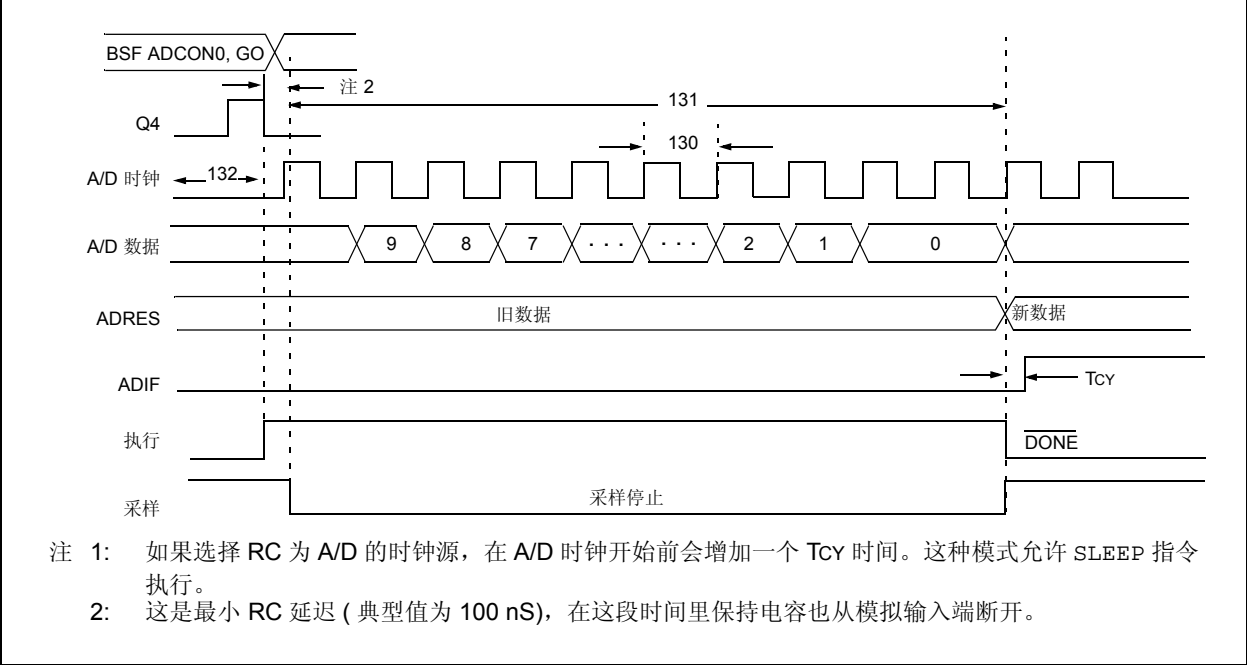 BSF ADCON0, GO
注 2
131
Q4
130
A/D 时钟
132
A/D 数据
9 8 7 · · · · · · 2 1 0
ADRES
旧数据
新数据
ADIF
TCY
执行
DONE
采样
采样停止
注 1: 如果选择 RC 为 A/D 的时钟源，在 A/D 时钟开始前会增加一个 TCY 时间。这种模式允许 SLEEP 指令
执行。
2: 这是最小 RC 延迟 ( 典型值为 100 nS)，在这段时间里保持电容也从模拟输入端断开。